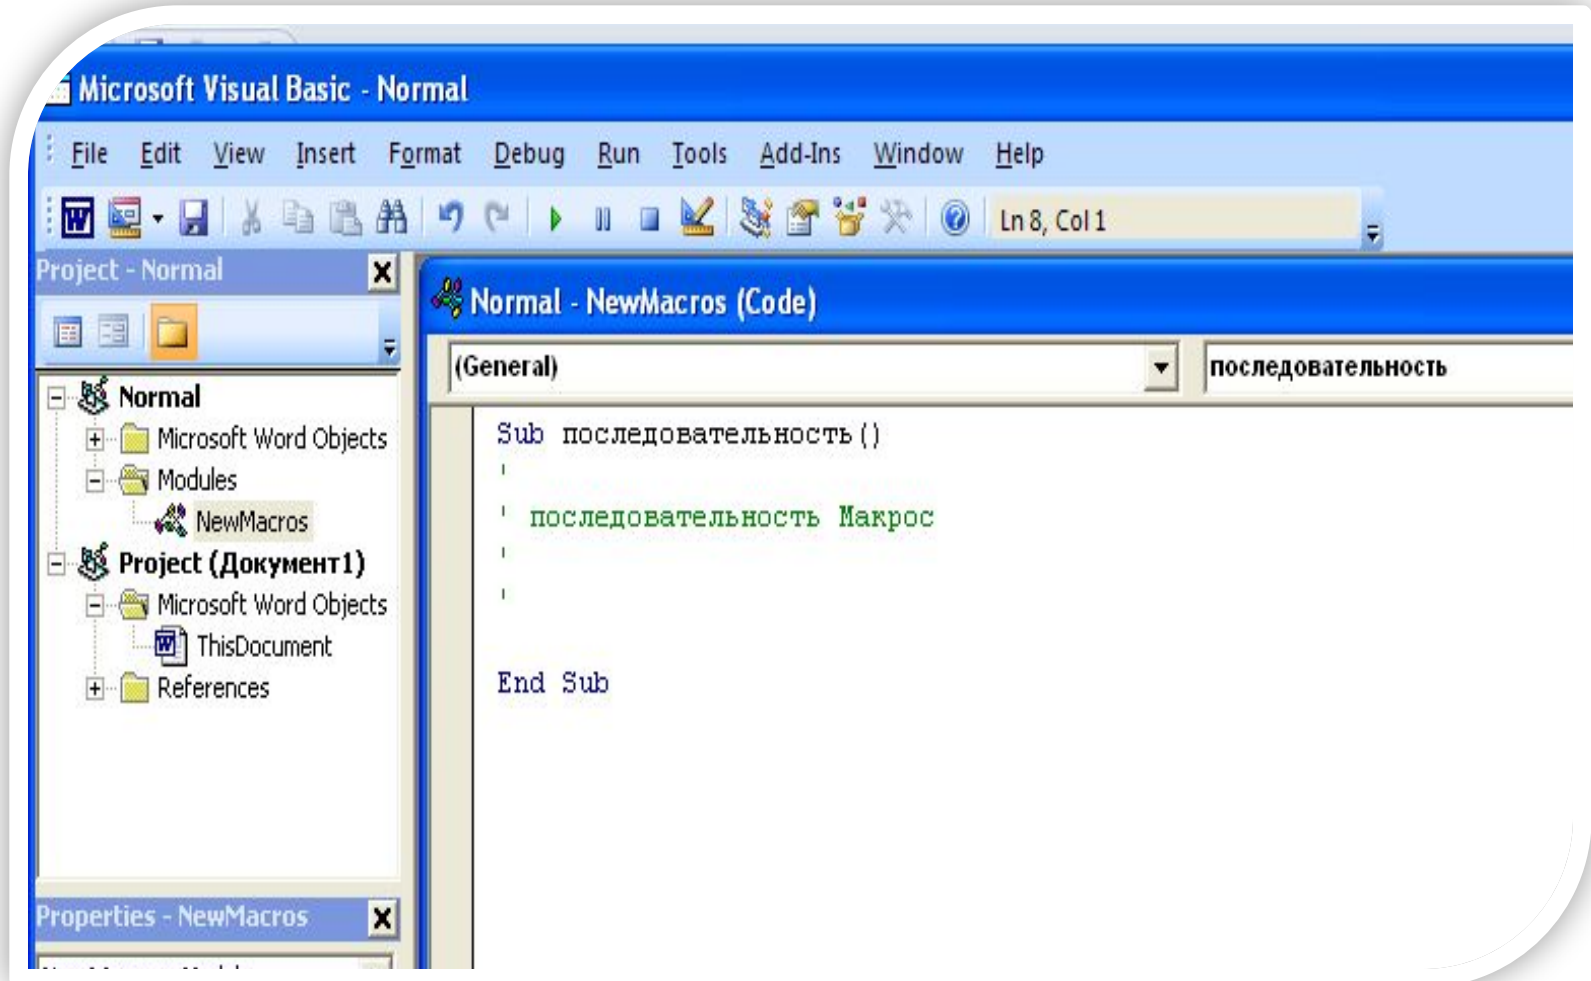 Microsoft Visual Basic - Normal
File Edit View Insert Format Debug Run Tools Add-Ins Window Help
Ln 8, Col 1
Project - Normal
Normal
Microsoft Word Objects
Modules
NewMacros
Project (Документ1)
Microsoft Word Objects
ThisDocument
References
Properties - NewMacros
Normal - NewMacros (Code)
(General)
последовательность
Sub последовательность()
'
' последовательность Макрос
'
'
End Sub